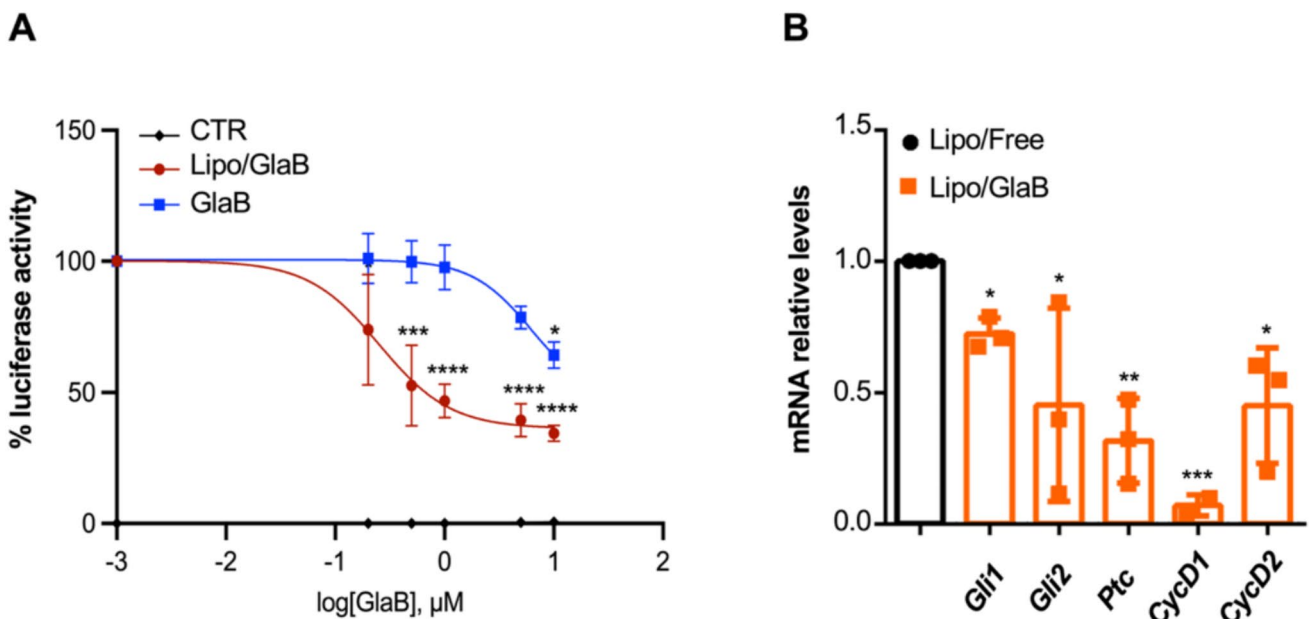 A
B
CTR
Lipo/GlaB
GlaB
150
100
50
0
% luciferase activity
***
****
****
****
*
-3
-2
-1
0
1
2
log[GlaB], μM
Lipo/Free
Lipo/GlaB
1.5
1.0
0.5
0.0
mRNA relative levels
*
*
**
***
*
Gli1
Gli2
Ptc
CycD1
CycD2